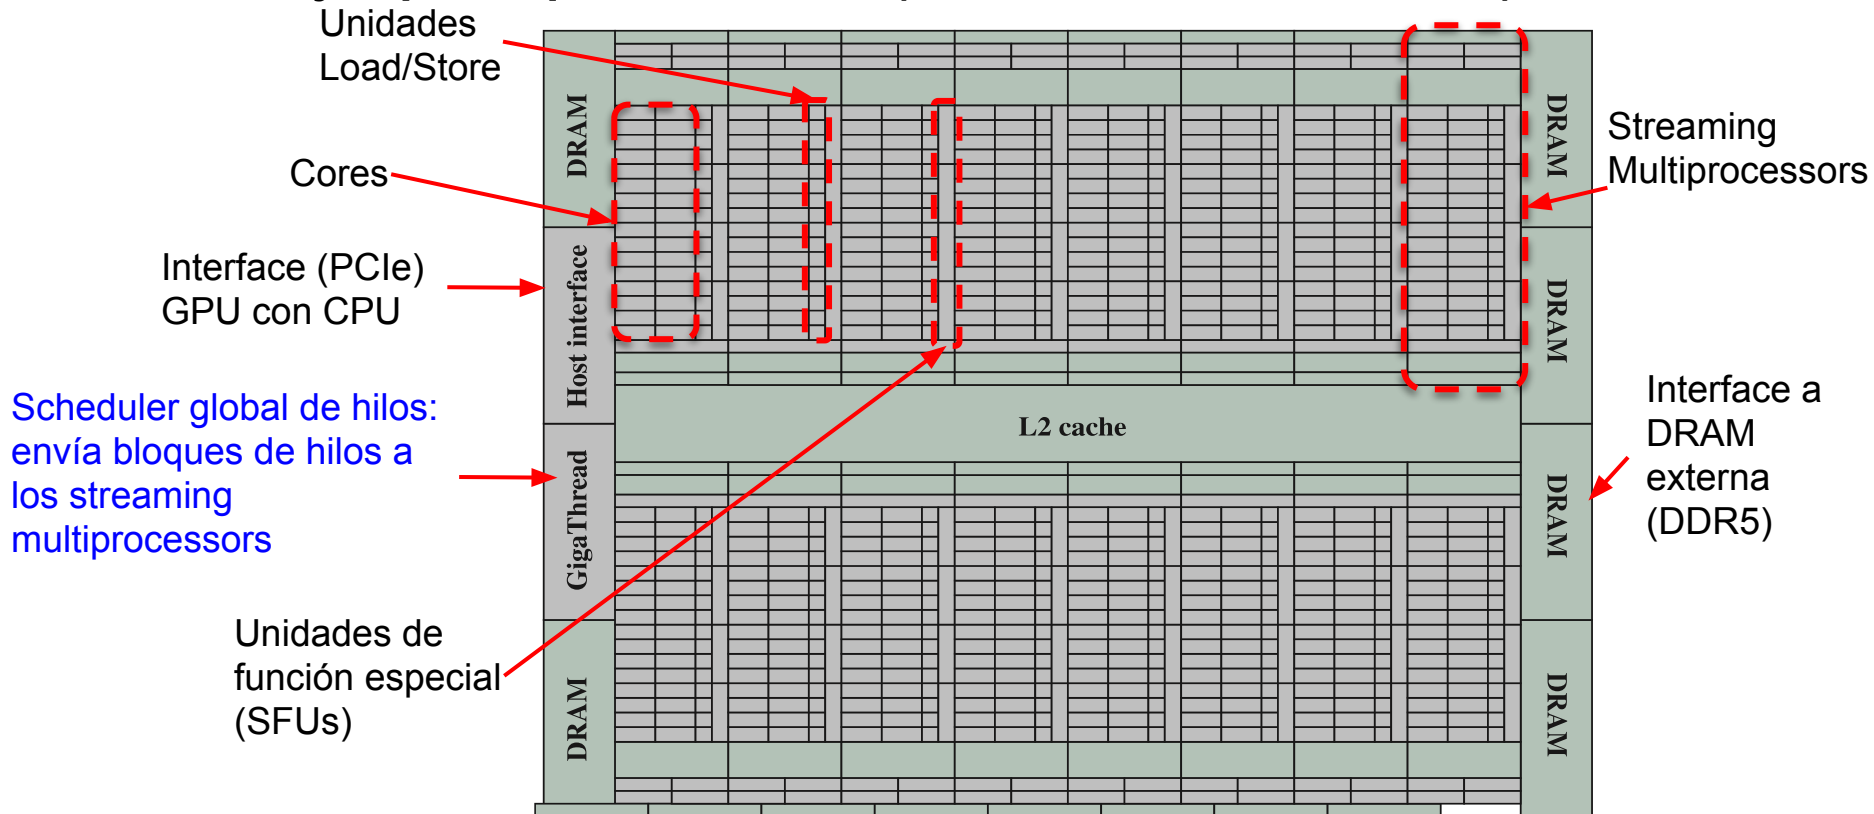 Unidades
Load/Store
Cores
Interface (PCIe)
GPU con CPU
Scheduler global de hilos:
envía bloques de hilos a
los streaming
multiprocessors
Unidades de
función especial
(SFUs)
DRAM
Host interface
GigaThread
DRAM
L2 cache
DRAM
DRAM
DRAM
DRAM
Streaming
Multiprocessors
Interface a
DRAM
externa
(DDR5)